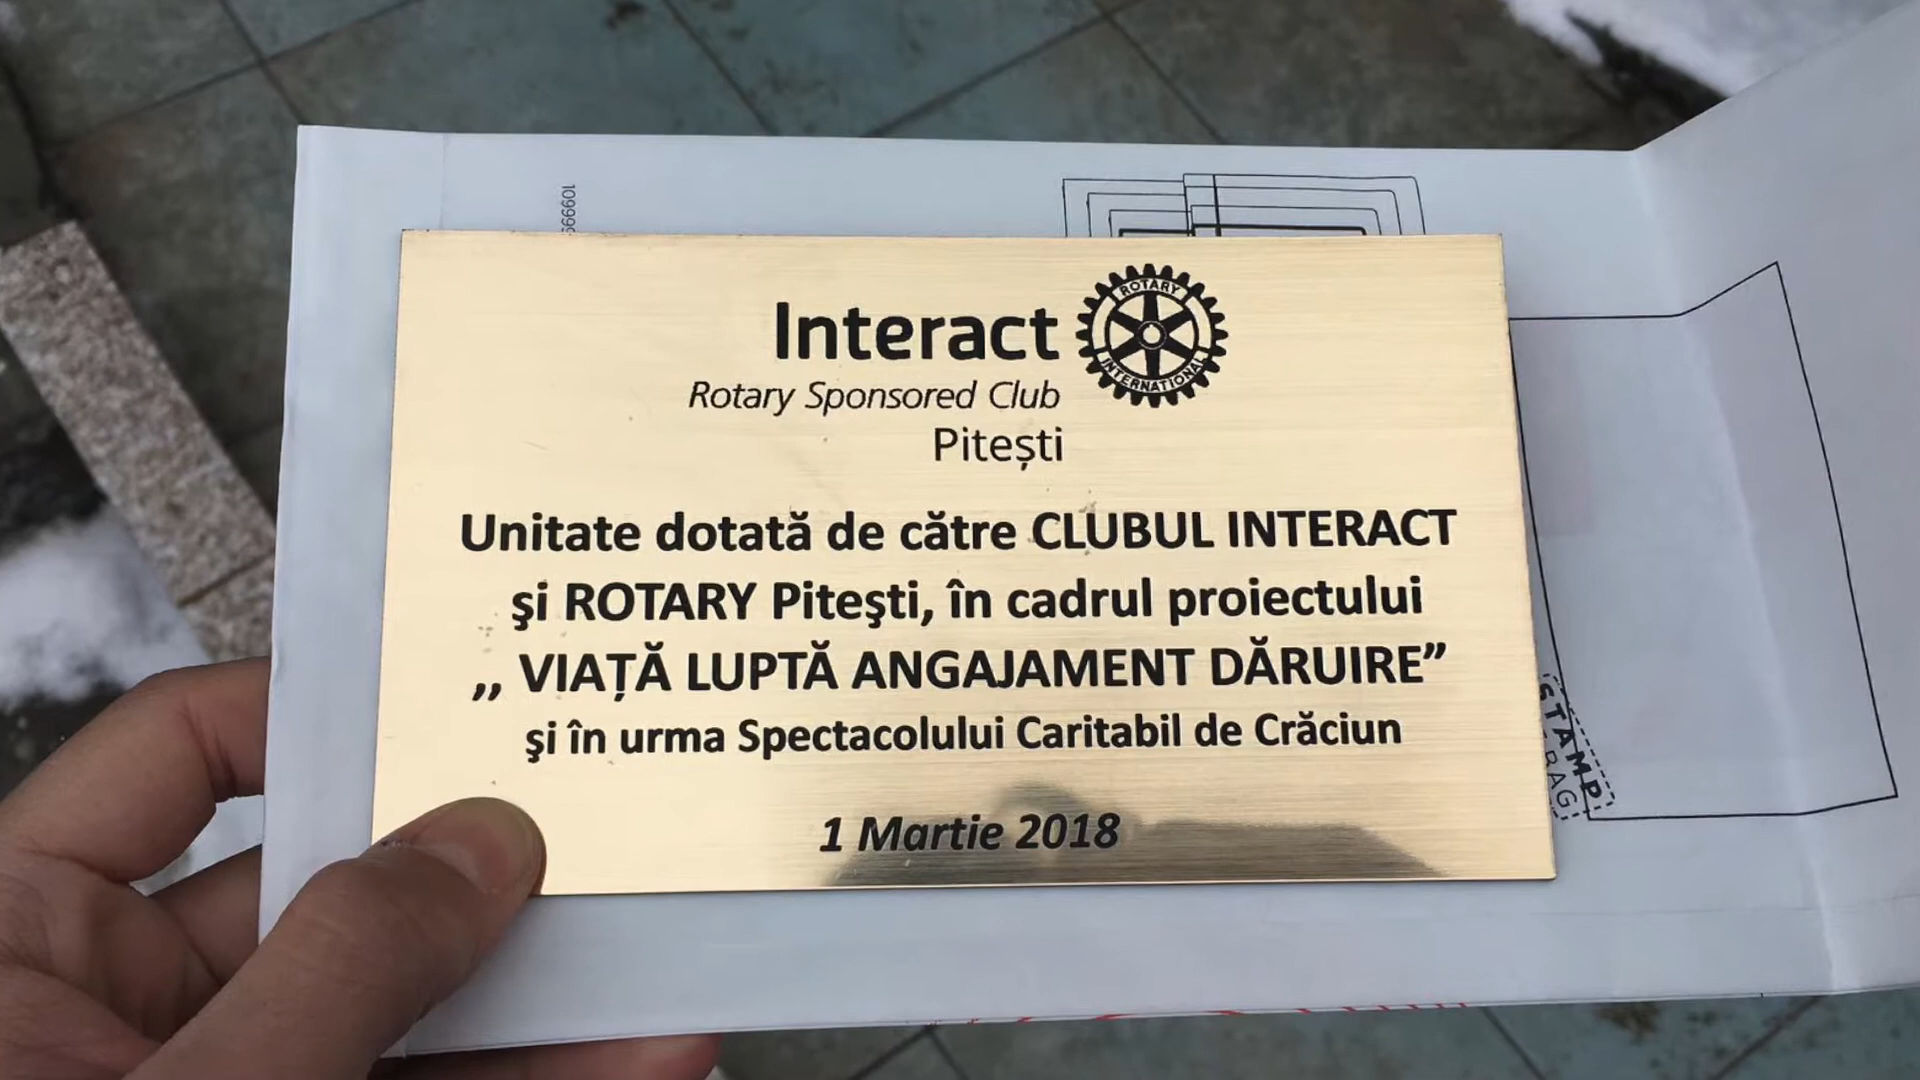 10999
Interact
ROTARY
INTERNATIONAL
Rotary Sponsored Club
Pitești
Unitate dotată de către CLUBUL INTERACT
şi ROTARY Piteşti, în cadrul proiectului
,, VIAȚĂ LUPTĂ ANGAJAMENT DĂRUIRE”
şi în urma Spectacolului Caritabil de Crăciun
1 Martie 2018
STAMP